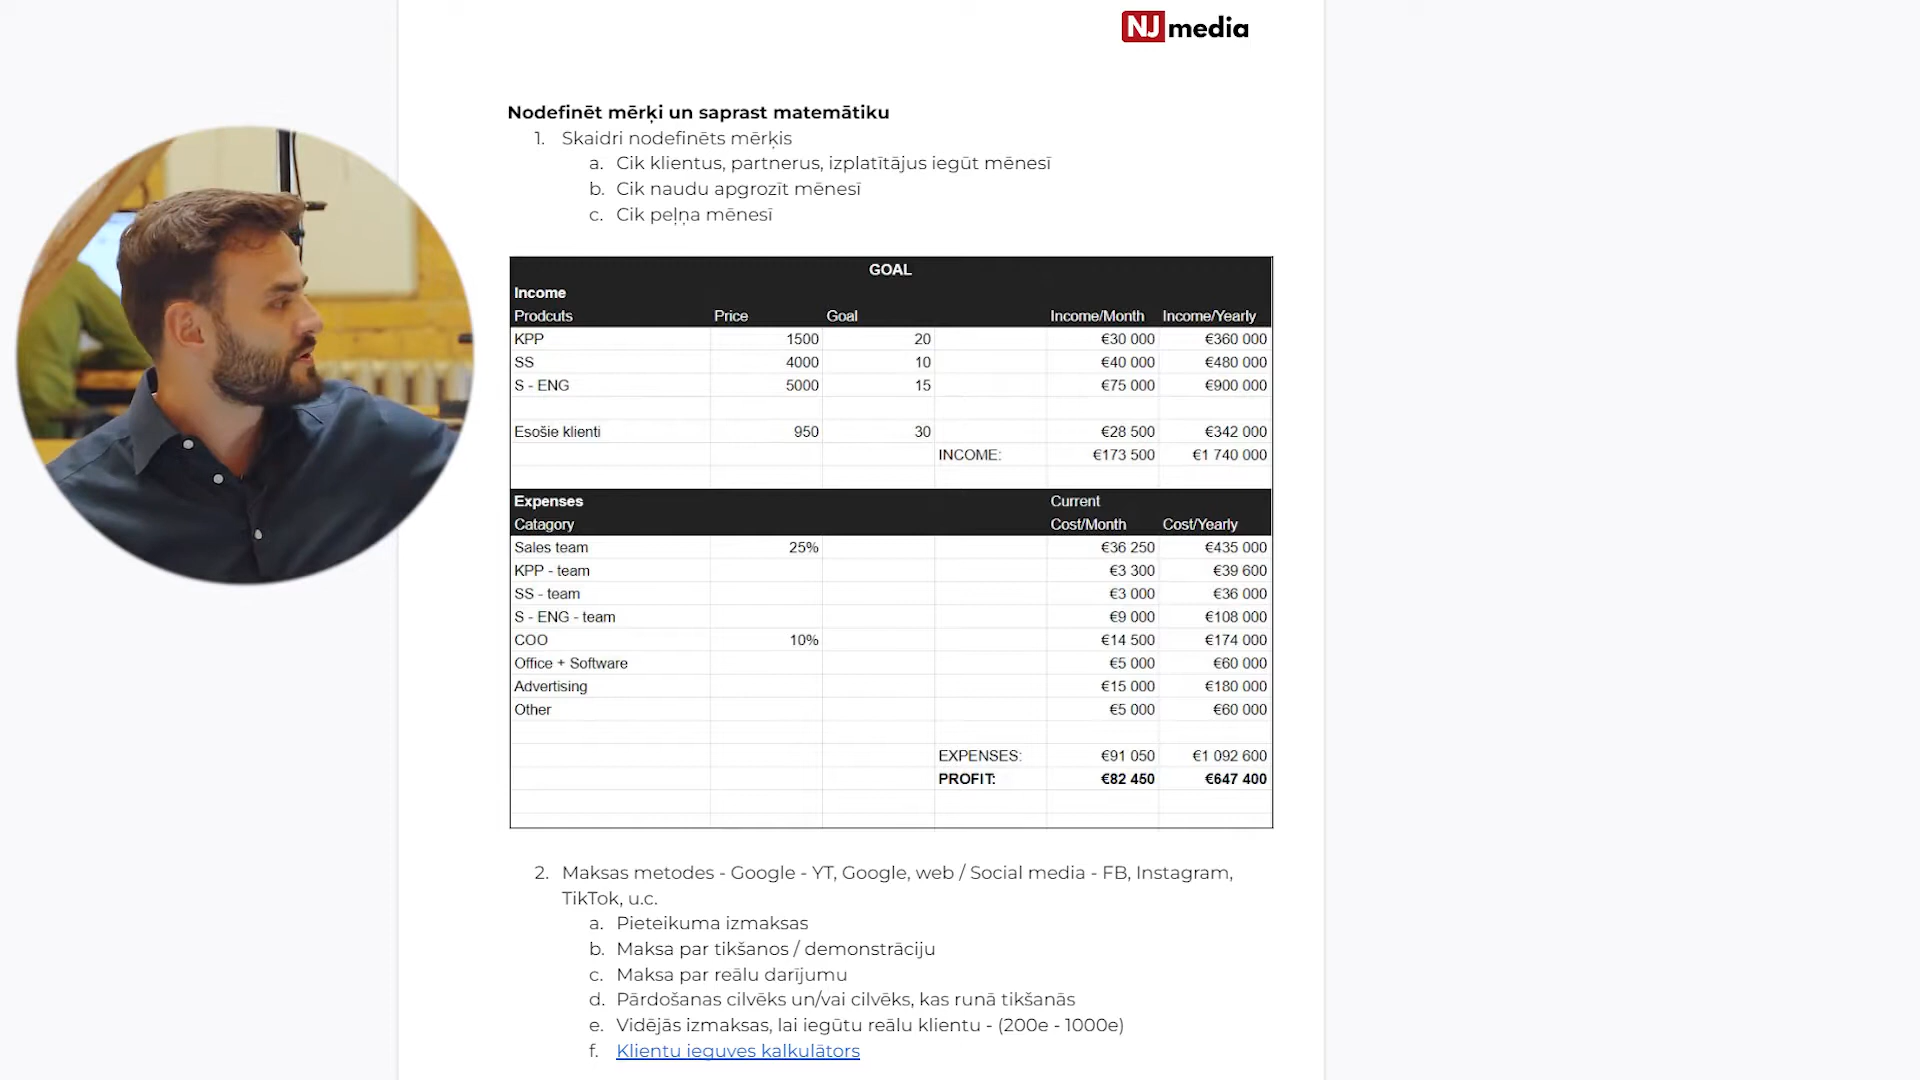 NJ media
Nodefinēt mērķi un saprast matemātiku
1. Skaidri nodefinēts mērķis
a. Cik klientus, partnerus, izplatītājus iegūt mēnesī
b. Cik naudu apgrozīt mēnesī
c. Cik peļņa mēnesī
GOAL
Income
Prodcuts Price Goal Income/Month Income/Yearly
KPP 1500 20 €30 000 €360 000
SS 4000 10 €40 000 €480 000
S - ENG 5000 15 €75 000 €900 000
Esošie klienti 950 30 €28 500 €342 000
INCOME: €173 500 €1 740 000
Expenses Current
Catagory Cost/Month Cost/Yearly
Sales team 25% €36 250 €435 000
KPP - team €3 300 €39 600
SS - team €3 000 €36 000
S - ENG - team €9 000 €108 000
COO 10% €14 500 €174 000
Office + Software €5 000 €60 000
Advertising €15 000 €180 000
Other €5 000 €60 000
EXPENSES: €91 050 €1 092 600
PROFIT: €82 450 €647 400
2. Maksas metodes - Google - YT, Google, web / Social media - FB, Instagram,
TikTok, u.c.
a. Pieteikuma izmaksas
b. Maksa par tikšanos / demonstrāciju
c. Maksa par reālu darījumu
d. Pārdošanas cilvēks un/vai cilvēks, kas runā tikšanās
e. Vidējās izmaksas, lai iegūtu reālu klientu - (200e - 1000e)
f. Klientu ieguves kalkulātors